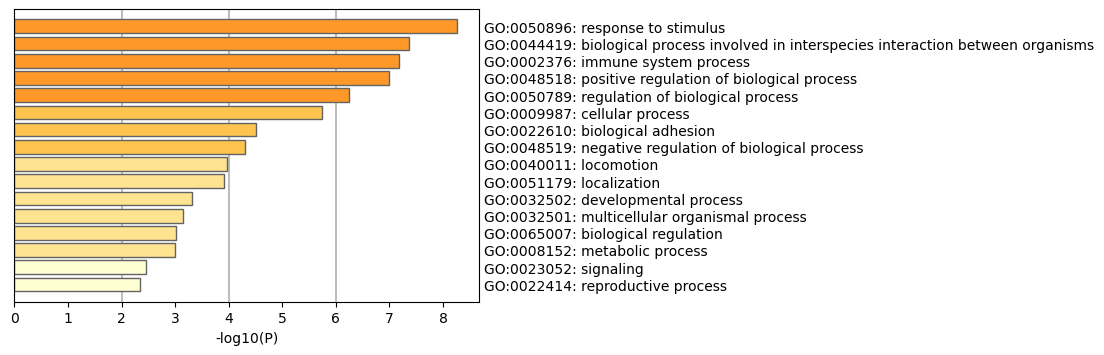 GO:0050896: response to stimulus
GO:0044419: biological process involved in interspecies interaction between organisms
GO:0002376: immune system process
GO:0048518: positive regulation of biological process
GO:0050789: regulation of biological process
GO:0009987: cellular process
GO:0022610: biological adhesion
GO:0048519: negative regulation of biological process
GO:0040011: locomotion
GO:0051179: localization
GO:0032502: developmental process
GO:0032501: multicellular organismal process
GO:0065007: biological regulation
GO:0008152: metabolic process
GO:0023052: signaling
GO:0022414: reproductive process
0 1 2 3 4 5 6 7 8
-log10(P)